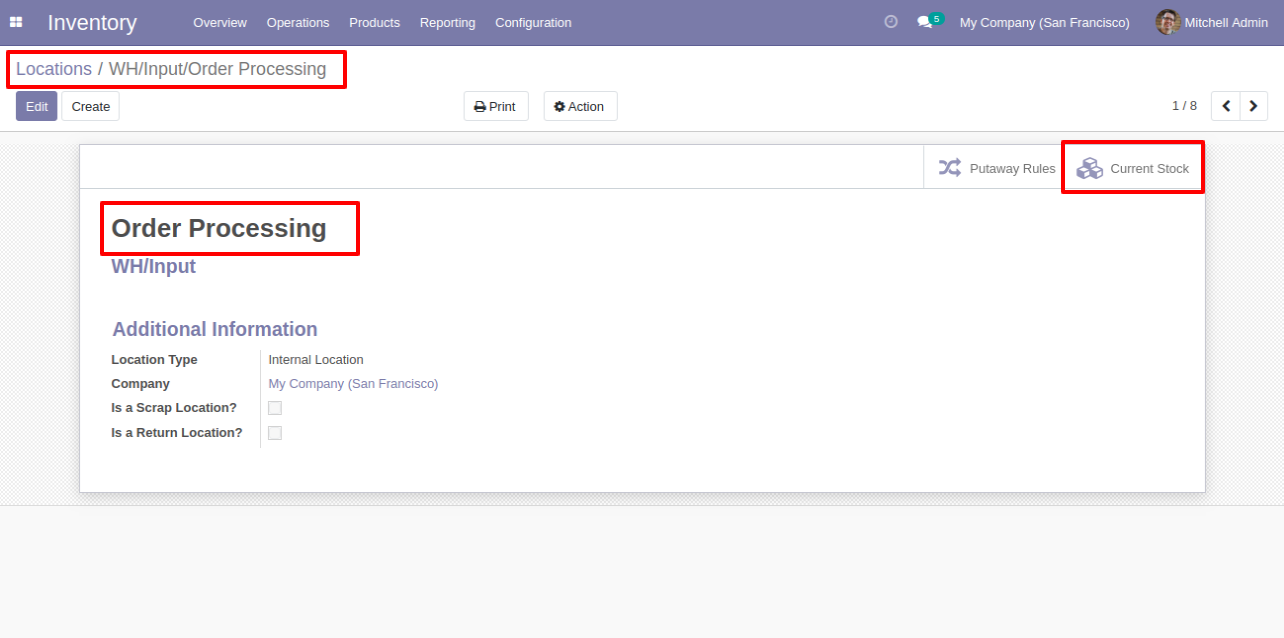 Inventory Overview Operations Products Reporting Configuration 5 My Company (San Francisco) Mitchell Admin
Locations / WH/Input/Order Processing
Edit Create Print Action 1 / 8
Putaway Rules Current Stock
Order Processing
WH/Input
Additional Information
Location Type Internal Location
Company My Company (San Francisco)
Is a Scrap Location?
Is a Return Location?